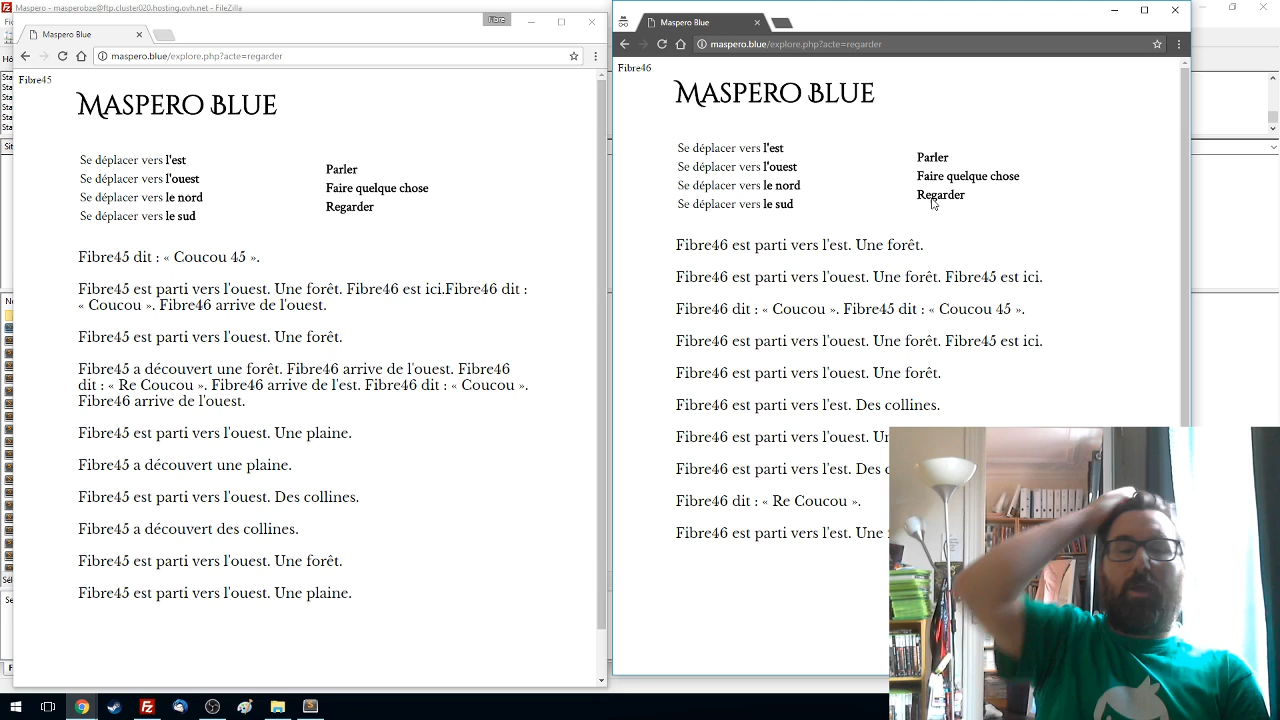 Maspero - masperobze@ftp.cluster020.hosting.ovh.net - FileZilla
Fibre
Maspero Blue
maspero.blue/explore.php?acte=regarder
Fibre45
Maspero Blue
Se déplacer vers l'est
Se déplacer vers l'ouest
Se déplacer vers le nord
Se déplacer vers le sud
Parler
Faire quelque chose
Regarder
Fibre45 dit : « Coucou 45 ».
Fibre45 est parti vers l'ouest. Une forêt. Fibre46 est ici.Fibre46 dit :
« Coucou ». Fibre46 arrive de l'ouest.
Fibre45 est parti vers l'ouest. Une forêt.
Fibre45 a découvert une forêt. Fibre46 arrive de l'ouest. Fibre46
dit : « Re Coucou ». Fibre46 arrive de l'est. Fibre46 dit : « Coucou ».
Fibre46 arrive de l'ouest.
Fibre45 est parti vers l'ouest. Une plaine.
Fibre45 a découvert une plaine.
Fibre45 est parti vers l'ouest. Des collines.
Fibre45 a découvert des collines.
Fibre45 est parti vers l'ouest. Une forêt.
Fibre45 est parti vers l'ouest. Une plaine.
Maspero Blue
maspero.blue/explore.php?acte=regarder
Fibre46
Maspero Blue
Se déplacer vers l'est
Se déplacer vers l'ouest
Se déplacer vers le nord
Se déplacer vers le sud
Parler
Faire quelque chose
Regarder
Fibre46 est parti vers l'est. Une forêt.
Fibre46 est parti vers l'ouest. Une forêt. Fibre45 est ici.
Fibre46 dit : « Coucou ». Fibre45 dit : « Coucou 45 ».
Fibre46 est parti vers l'ouest. Une forêt. Fibre45 est ici.
Fibre46 est parti vers l'ouest. Une forêt.
Fibre46 est parti vers l'est. Des collines.
Fibre46 est parti vers l'ouest.
Fibre46 est parti vers l'est. Des
Fibre46 dit : « Re Coucou ».
Fibre46 est parti vers l'est. Une